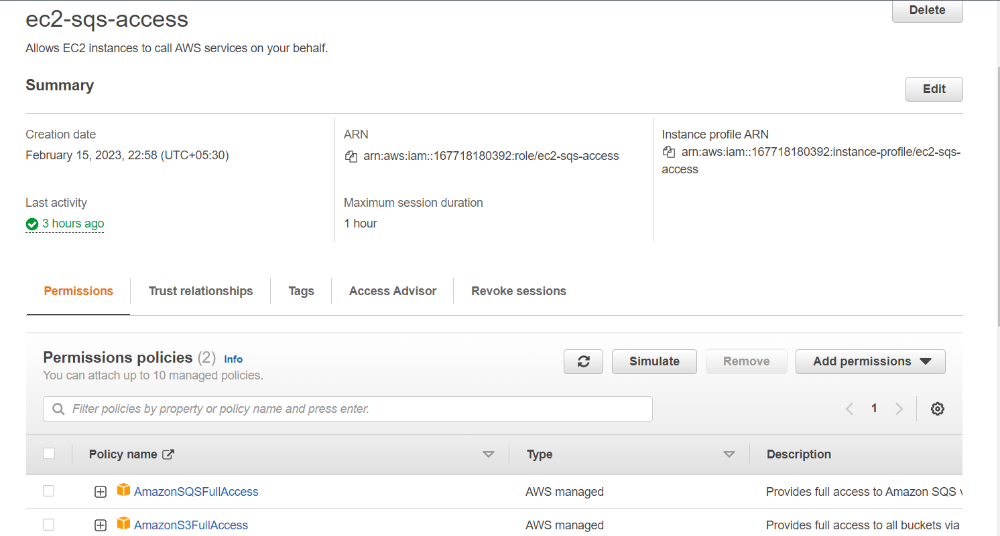 ec2-sqs-access
Delete
Allows EC2 instances to call AWS services on your behalf.
Summary
Edit
Creation date
February 15, 2023, 22:58 (UTC+05:30)
ARN
arn:aws:iam::167718180392:role/ec2-sqs-access
Instance profile ARN
arn:aws:iam::167718180392:instance-profile/ec2-sqs-
access
Last activity
3 hours ago
Maximum session duration
1 hour
Permissions
Trust relationships
Tags
Access Advisor
Revoke sessions
Permissions policies (2) Info
You can attach up to 10 managed policies.
Simulate
Remove
Add permissions
Filter policies by property or policy name and press enter.
1
Policy name
Type
Description
AmazonSQSFullAccess
AWS managed
Provides full access to Amazon SQS
AmazonS3FullAccess
AWS managed
Provides full access to all buckets via